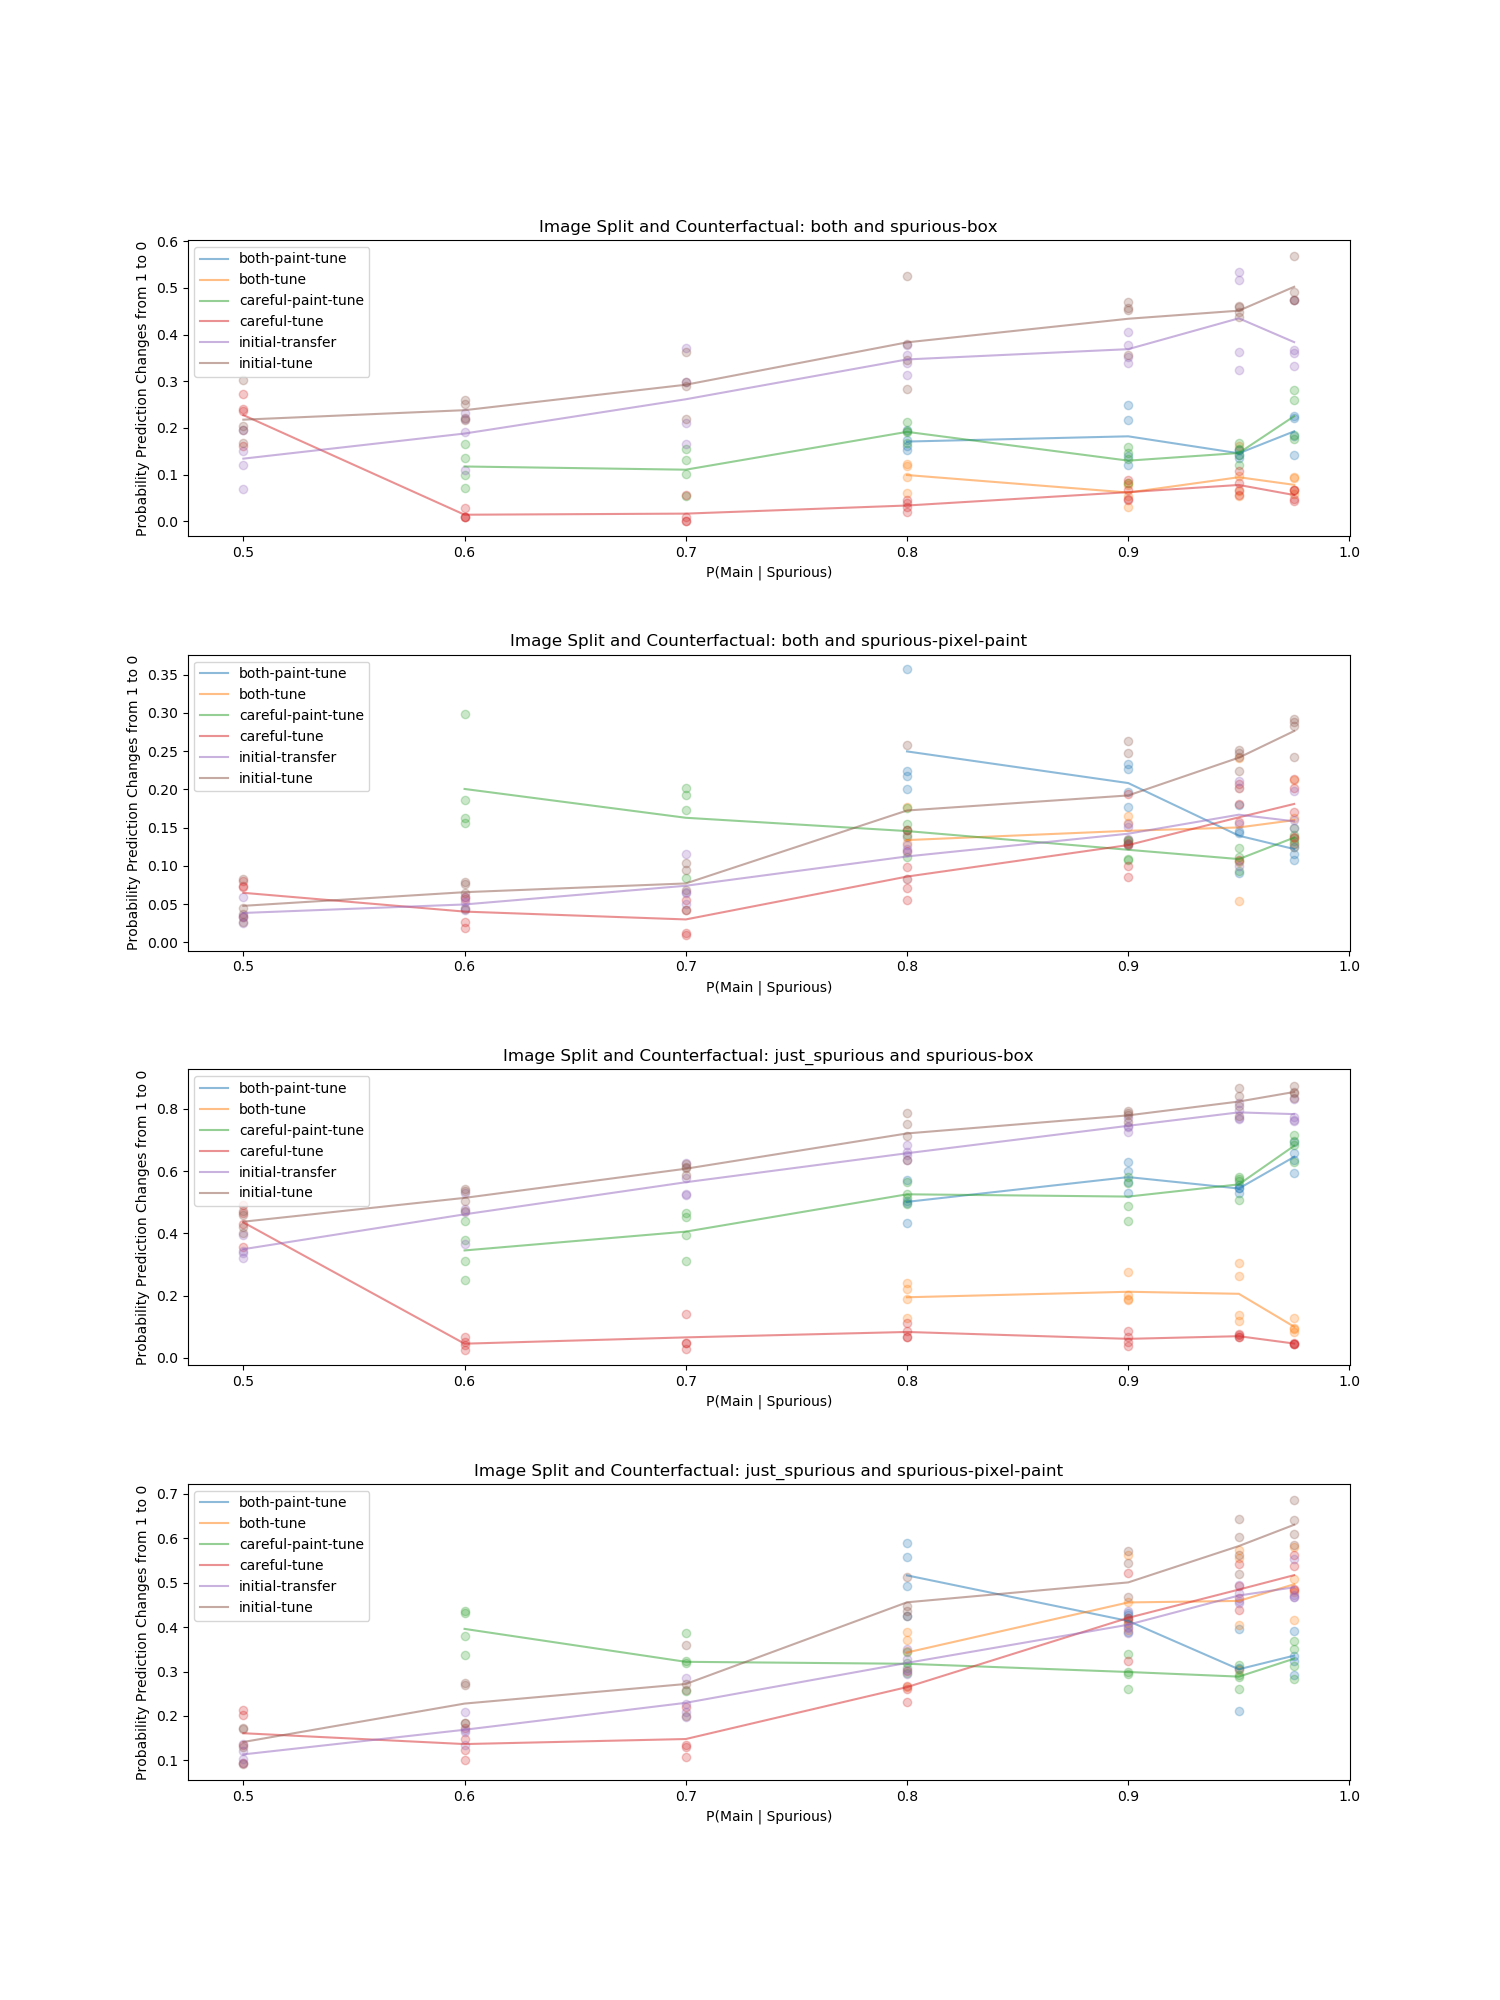 Image Split and Counterfactual: both and spurious-box
Probability Prediction Changes from 1 to 0
0.6
0.5
0.4
0.3
0.2
0.1
0.0
both-paint-tune
both-tune
careful-paint-tune
careful-tune
initial-transfer
initial-tune
0.5 0.6 0.7 0.8 0.9 1.0
P(Main | Spurious)
Image Split and Counterfactual: both and spurious-pixel-paint
Probability Prediction Changes from 1 to 0
0.35
0.30
0.25
0.20
0.15
0.10
0.05
0.00
both-paint-tune
both-tune
careful-paint-tune
careful-tune
initial-transfer
initial-tune
0.5 0.6 0.7 0.8 0.9 1.0
P(Main | Spurious)
Image Split and Counterfactual: just_spurious and spurious-box
Probability Prediction Changes from 1 to 0
0.8
0.6
0.4
0.2
0.0
both-paint-tune
both-tune
careful-paint-tune
careful-tune
initial-transfer
initial-tune
0.5 0.6 0.7 0.8 0.9 1.0
P(Main | Spurious)
Image Split and Counterfactual: just_spurious and spurious-pixel-paint
Probability Prediction Changes from 1 to 0
0.7
0.6
0.5
0.4
0.3
0.2
0.1
both-paint-tune
both-tune
careful-paint-tune
careful-tune
initial-transfer
initial-tune
0.5 0.6 0.7 0.8 0.9 1.0
P(Main | Spurious)